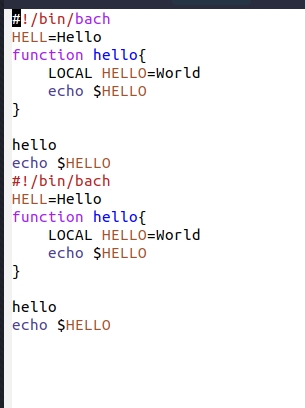 #!/bin/bach
HELL=Hello
function hello{
    LOCAL HELLO=World
    echo $HELLO
}

hello
echo $HELLO
#!/bin/bach
HELL=Hello
function hello{
    LOCAL HELLO=World
    echo $HELLO
}

hello
echo $HELLO